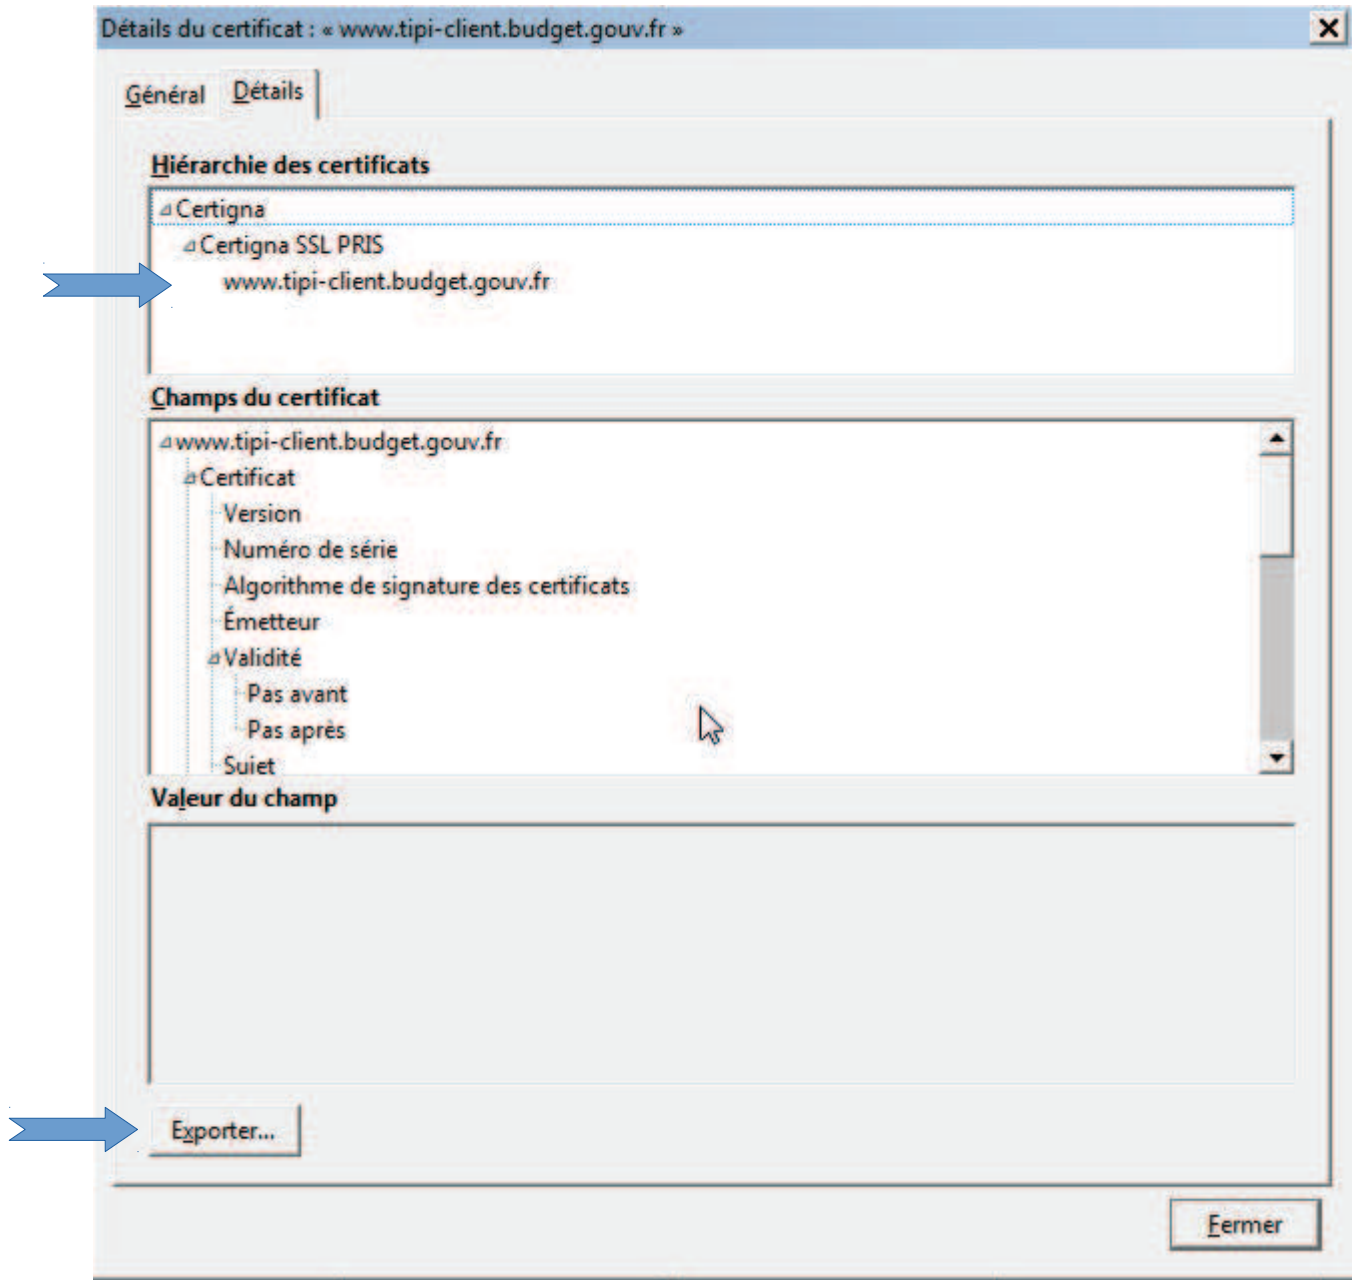 Détails du certificat : « www.tipi-client.budget.gouv.fr »
Général Détails
Hiérarchie des certificats
Certigna
Certigna SSL PRIS
www.tipi-client.budget.gouv.fr
Champs du certificat
www.tipi-client.budget.gouv.fr
Certificat
Version
Numéro de série
Algorithme de signature des certificats
Émetteur
Validité
Pas avant
Pas après
Sujet
Valeur du champ
Exporter...
Fermer